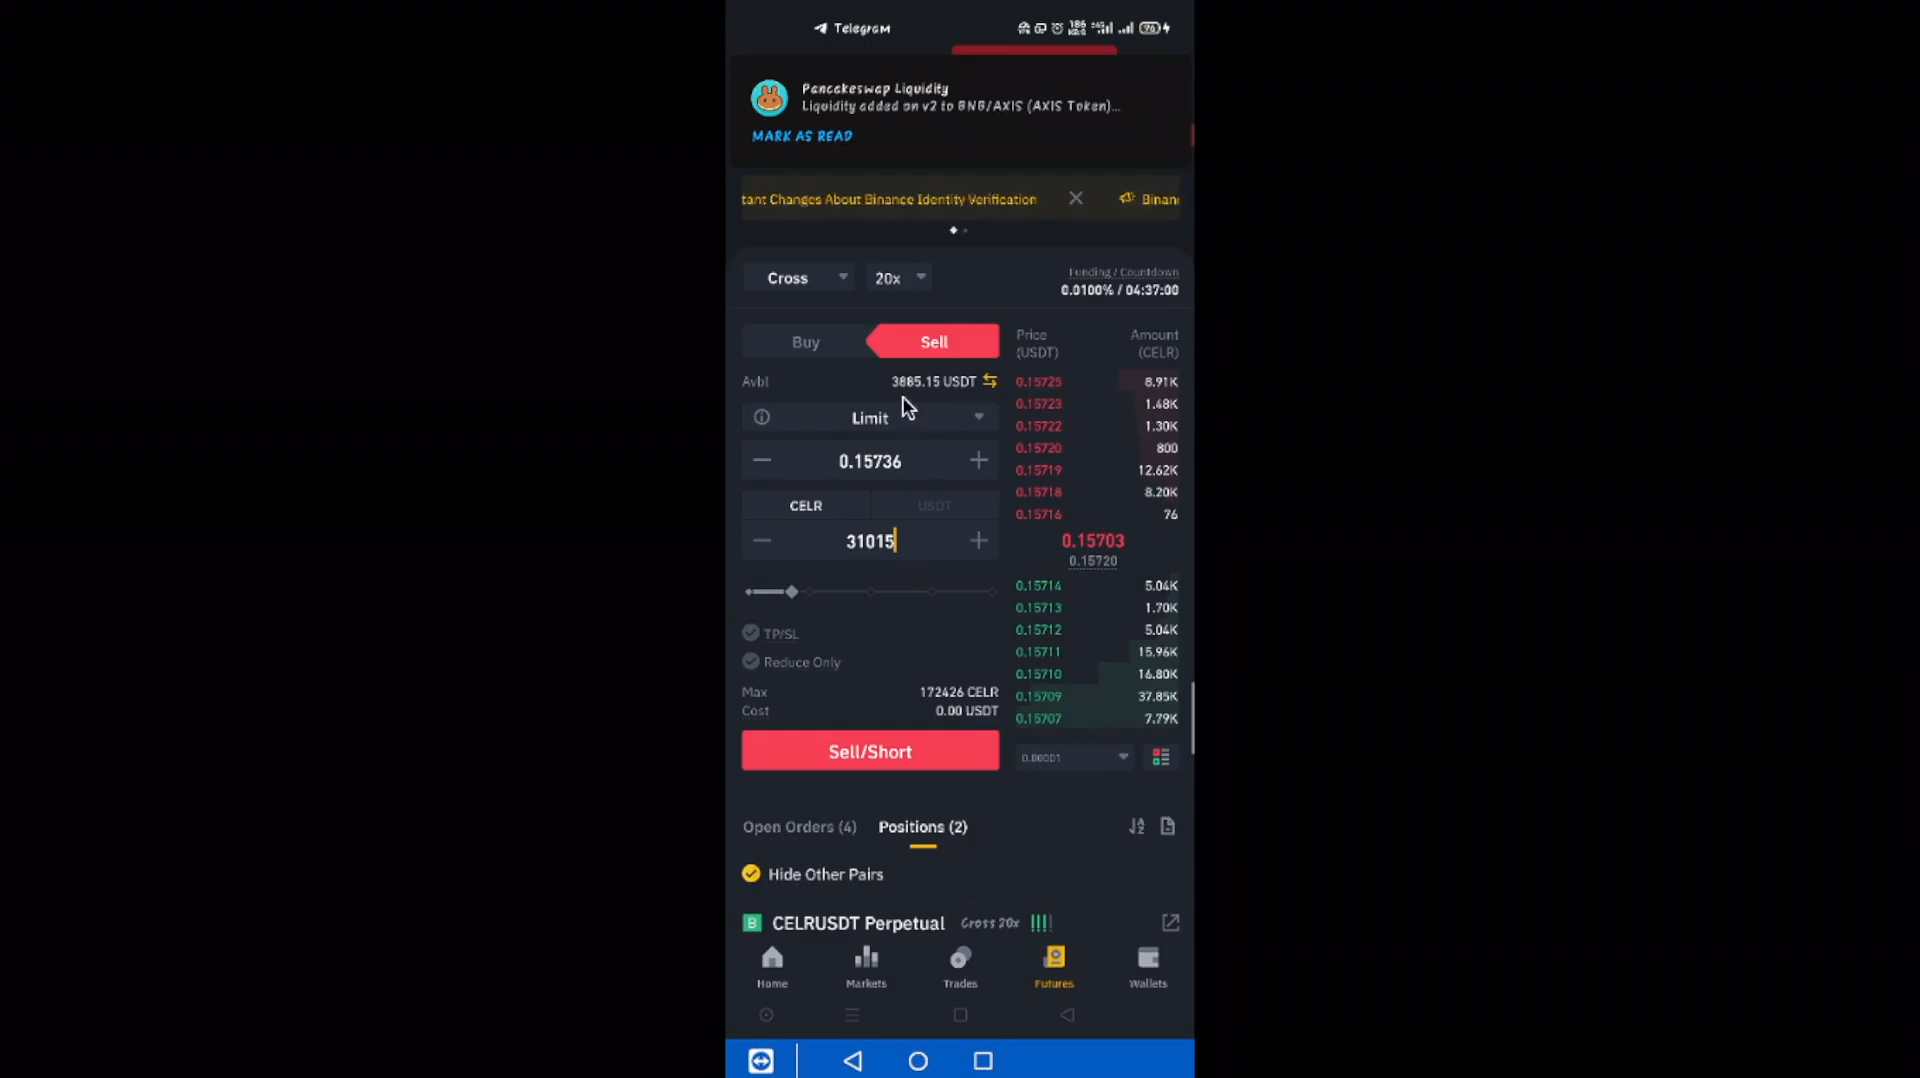 Telegram
186
KB/S
96
Pancakeswap Liquidity
Liquidity added on v2 to BNB/AXIS (AXIS Token)...
MARK AS READ
tant Changes About Binance Identity Verification
Binan
Cross
20x
Funding / Countdown
0.0100% / 04:37:00
Buy
Sell
Price
(USDT)
Amount
(CELR)
Avbl
3885.15 USDT
Limit
0.15736
CELR
USDT
31015
0.15725 8.91K
0.15723 1.48K
0.15722 1.30K
0.15720 800
0.15719 12.62K
0.15718 8.20K
0.15716 76
0.15703
0.15720
0.15714 5.04K
0.15713 1.70K
0.15712 5.04K
0.15711 15.96K
0.15710 16.80K
0.15709 37.85K
0.15707 7.79K
TP/SL
Reduce Only
Max 172426 CELR
Cost 0.00 USDT
Sell/Short
0.00001
Open Orders (4)
Positions (2)
Hide Other Pairs
B CELRUSDT Perpetual Cross 20x
Home
Markets
Trades
Futures
Wallets